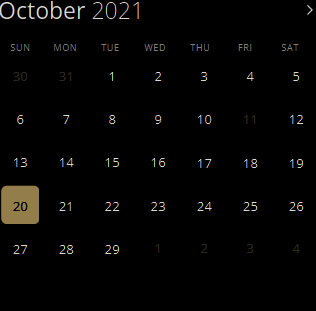 October 2021
SUN MON TUE WED THU FRI SAT
30 31 1 2 3 4 5
6 7 8 9 10 11 12
13 14 15 16 17 18 19
20 21 22 23 24 25 26
27 28 29 1 2 3 4